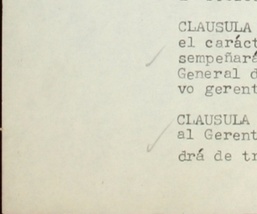 CLAUSULA
el caráct
sempeñará
General d
vo gerent
CLAUSULA
al Gerent
drá de tr